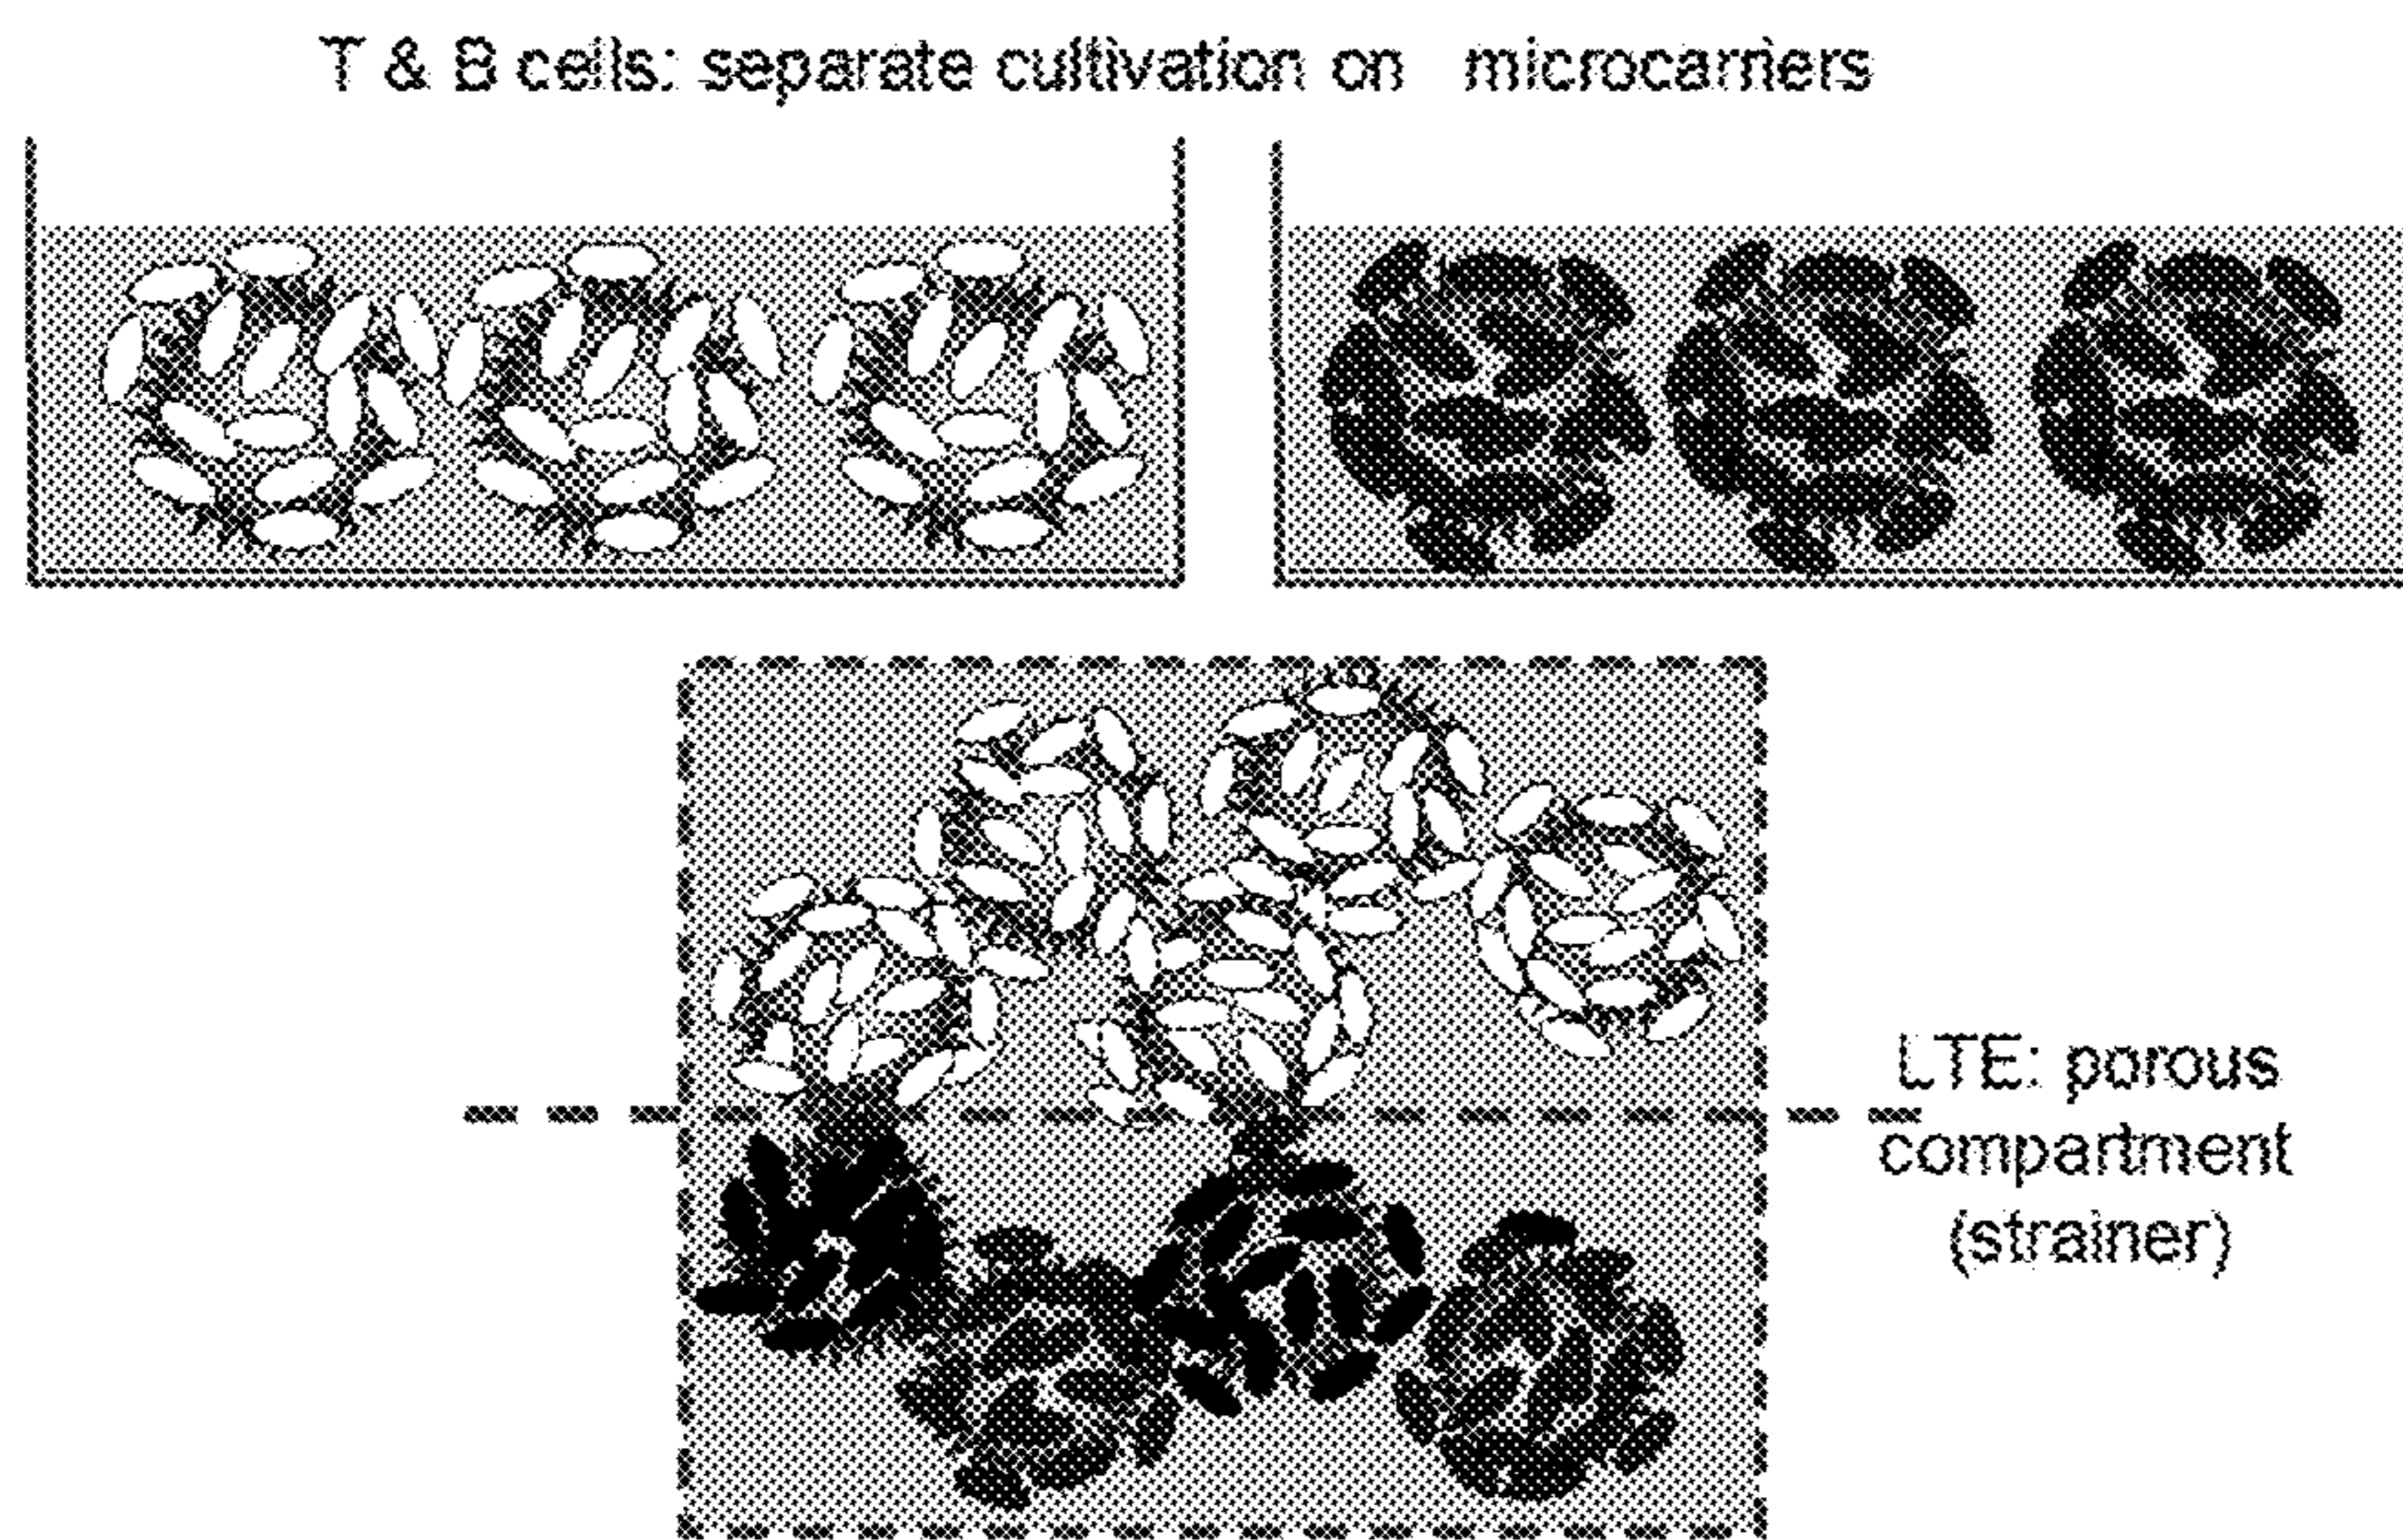 T & B cells: separate cultivation on microcarriers
LTE: porous
compartment
(strainer)